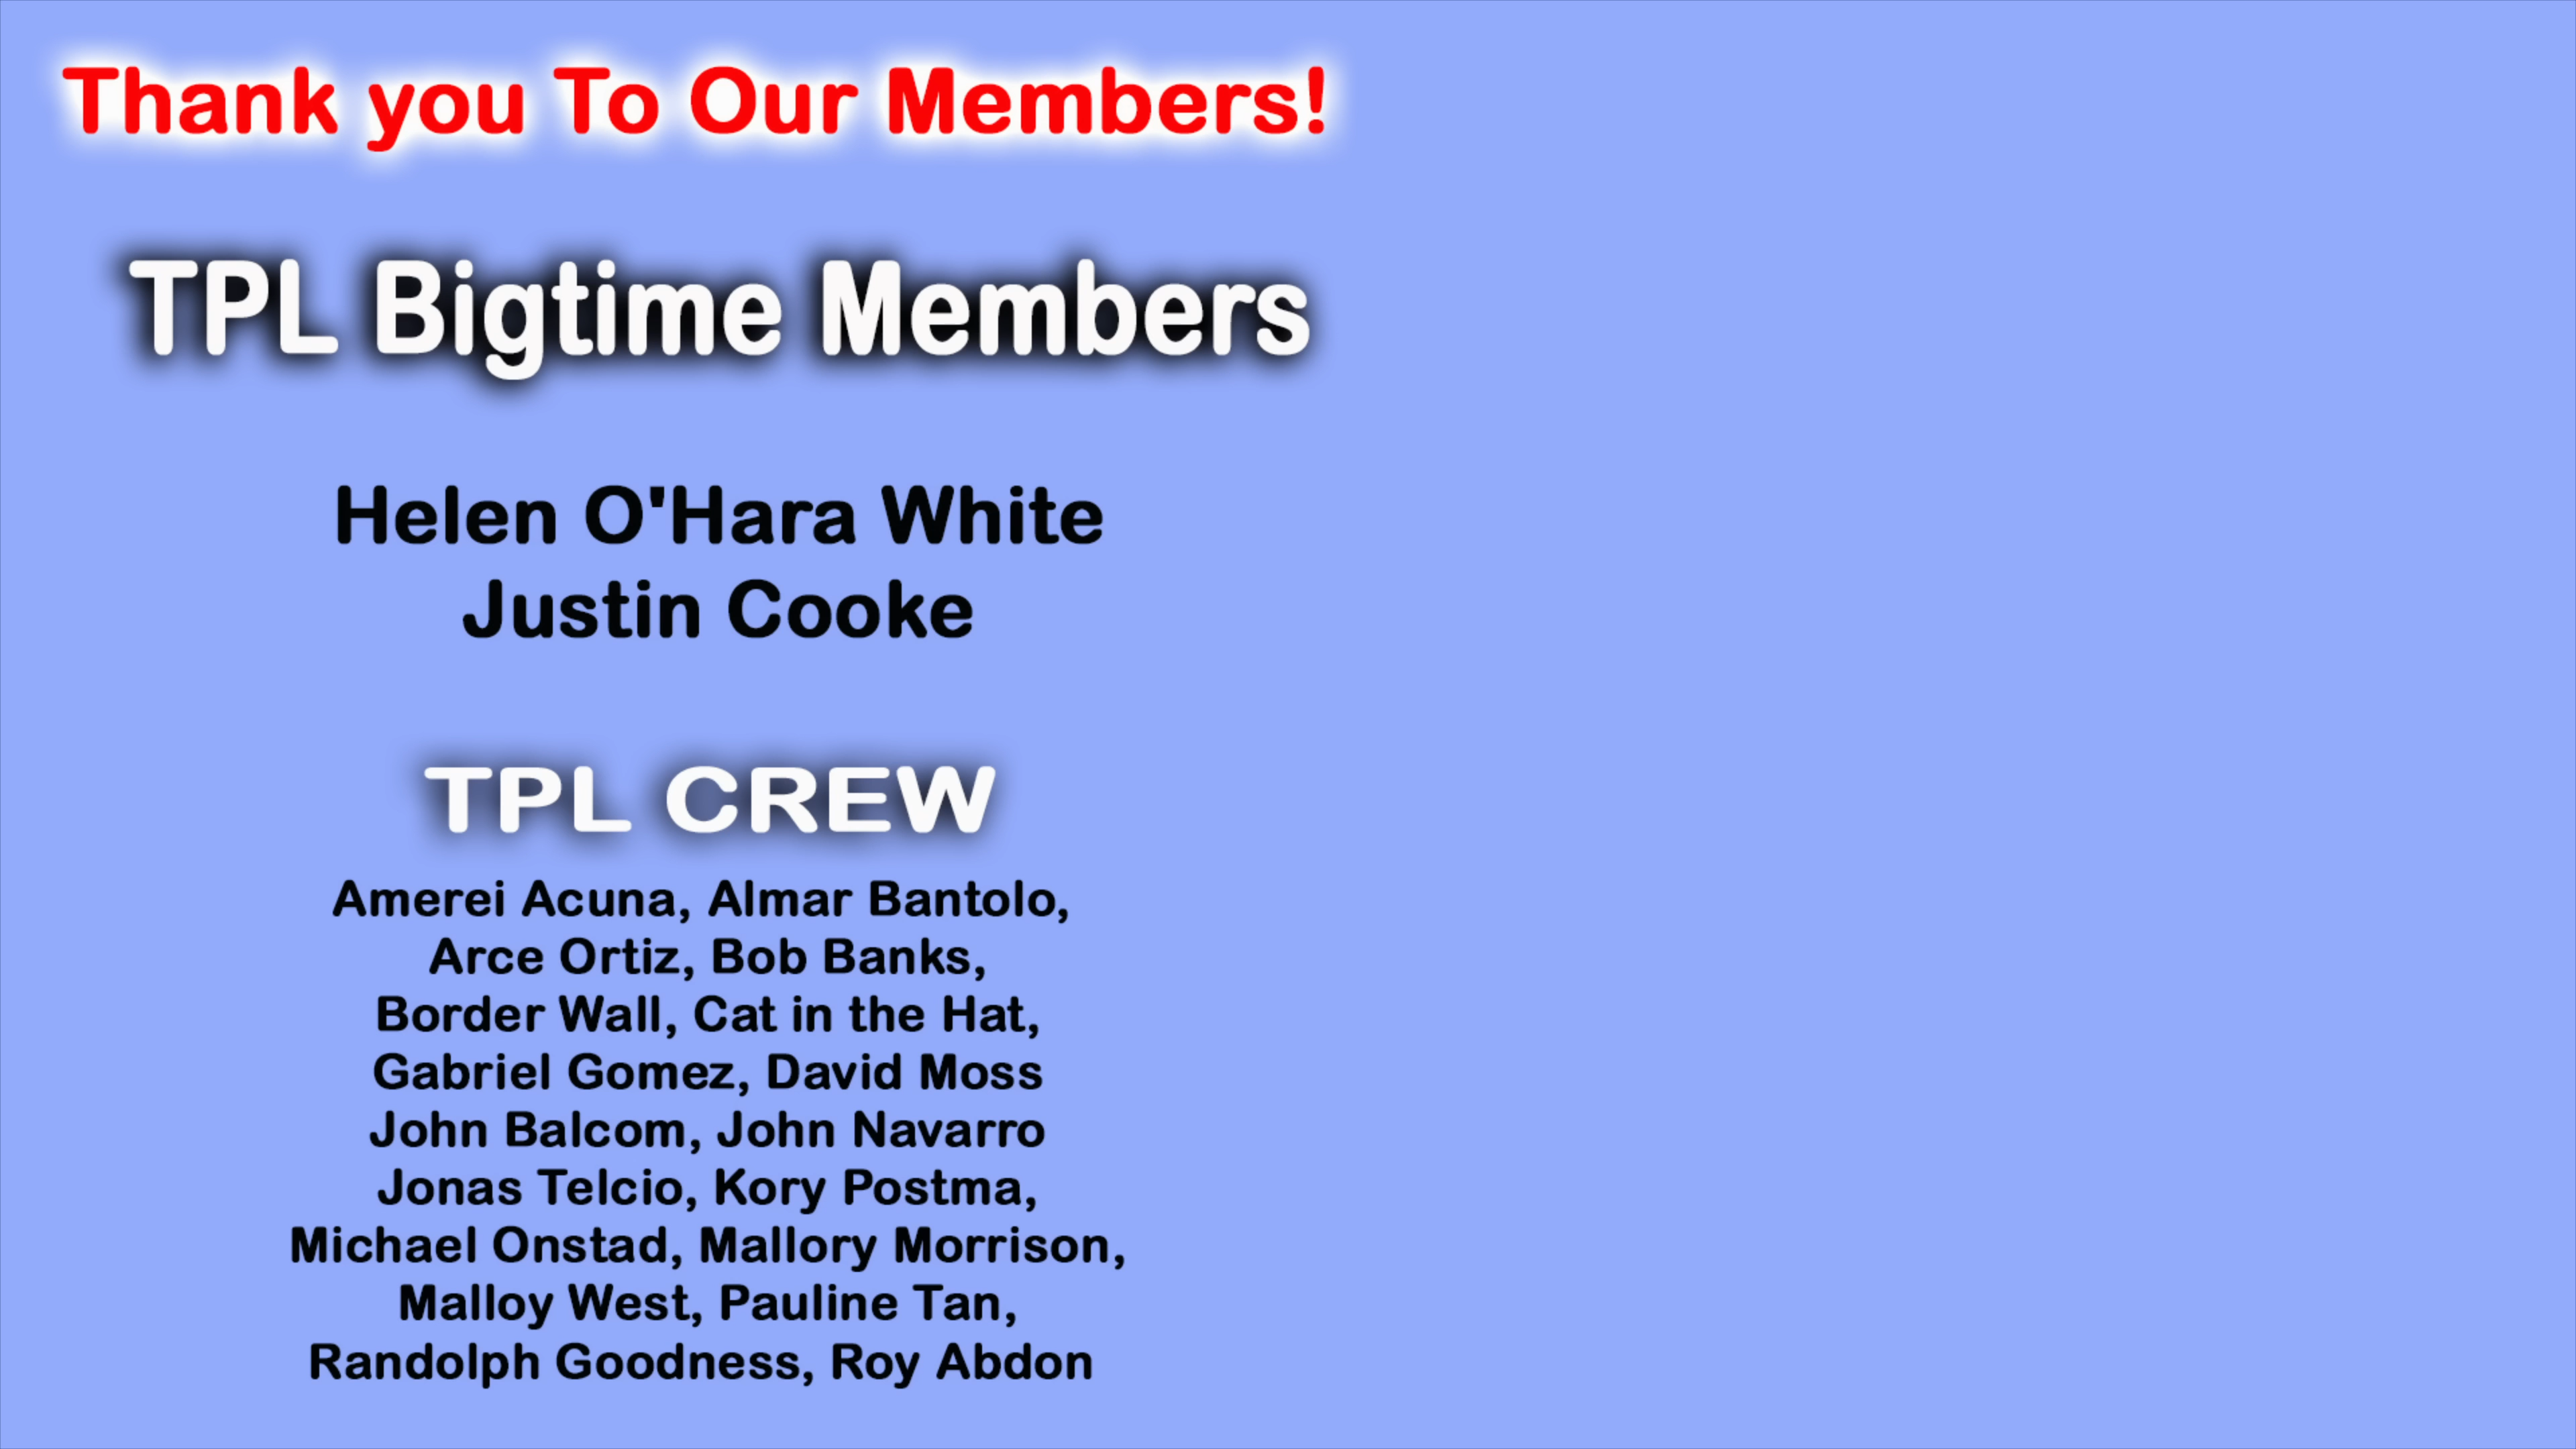 Thank you To Our Members!
TPL Bigtime Members
Helen O'Hara White
Justin Cooke
TPL CREW
Amerei Acuna, Almar Bantolo,
Arce Ortiz, Bob Banks,
Border Wall, Cat in the Hat,
Gabriel Gomez, David Moss
John Balcom, John Navarro
Jonas Telcio, Kory Postma,
Michael Onstad, Mallory Morrison,
Malloy West, Pauline Tan,
Randolph Goodness, Roy Abdon